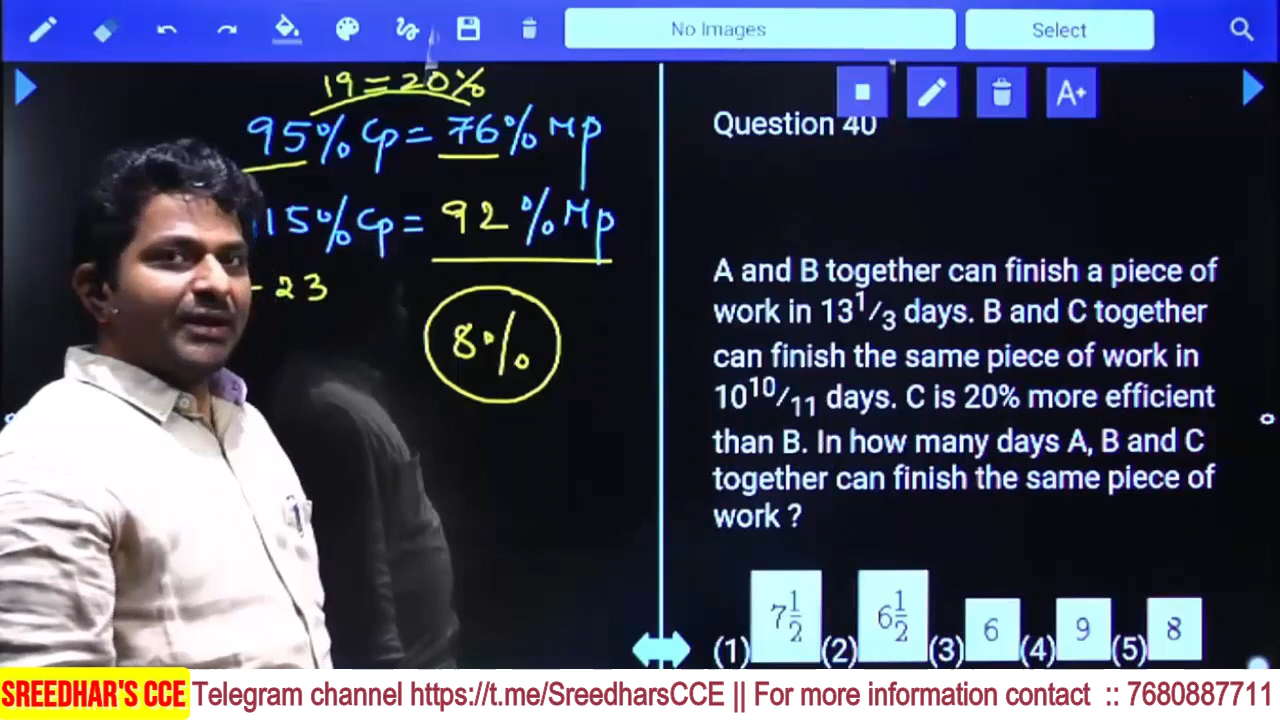 No Images
Select
19 = 20%
95% Cp = 76% Mp
115% Cp = 92% Mp
- 23
8%
A+
Question 40
A and B together can finish a piece of
work in 13 1/3 days. B and C together
can finish the same piece of work in
10 10/11 days. C is 20% more efficient
than B. In how many days A, B and C
together can finish the same piece of
work ?
(1) 7 1/2 (2) 6 1/2 (3) 6 (4) 9 (5) 8
SREEDHAR'S CCE Telegram channel https://t.me/SreedharsCCE || For more information contact :: 7680887711